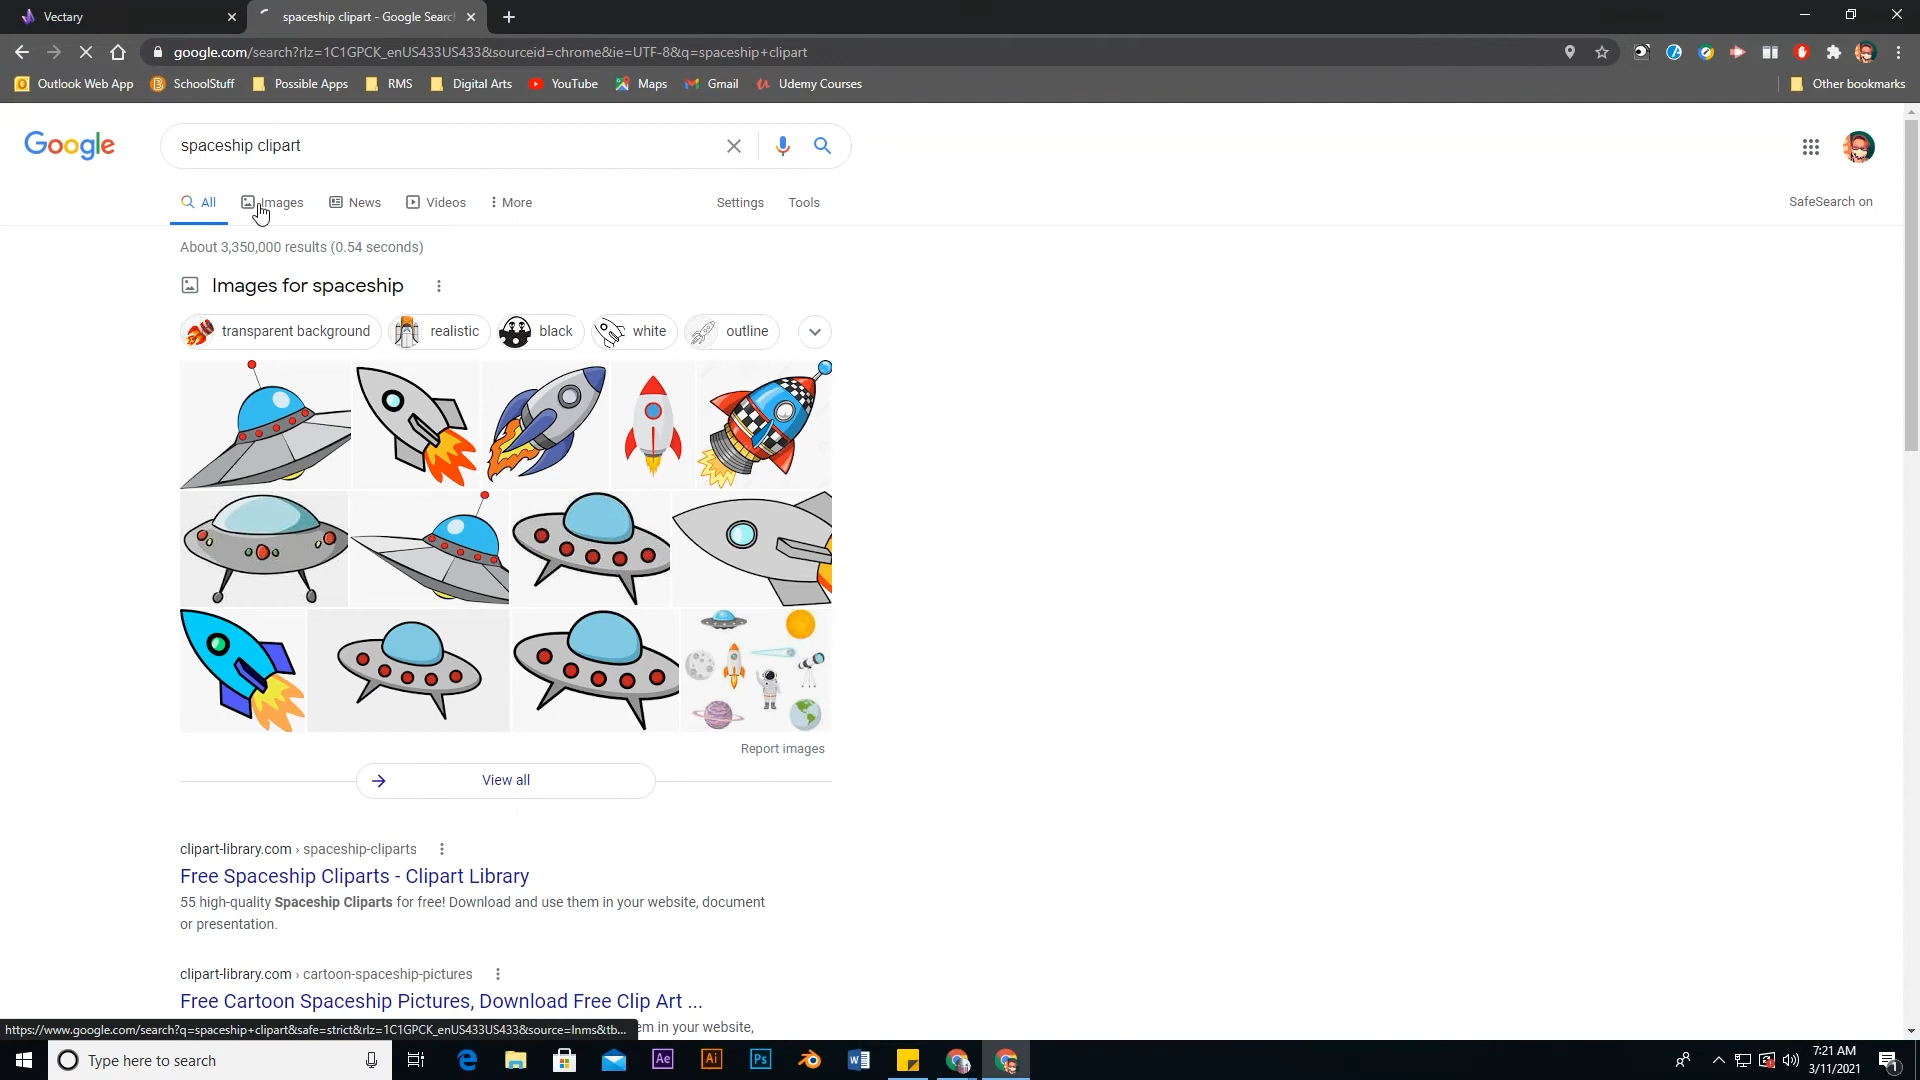 Vectary
spaceship clipart - Google Search
google.com/search?rlz=1C1GPCK_enUS433US433&sourceid=chrome&ie=UTF-8&q=spaceship+clipart
Outlook Web App
SchoolStuff
Possible Apps
RMS
Digital Arts
YouTube
Maps
Gmail
Udemy Courses
Other bookmarks
Google
spaceship clipart
All
Images
News
Videos
More
Settings
Tools
SafeSearch on
About 3,350,000 results (0.54 seconds)
Images for spaceship
transparent background
realistic
black
white
outline
Report images
View all
clipart-library.com › spaceship-cliparts
Free Spaceship Cliparts - Clipart Library
55 high-quality Spaceship Cliparts for free! Download and use them in your website, document
or presentation.
clipart-library.com › cartoon-spaceship-pictures
Free Cartoon Spaceship Pictures, Download Free Clip Art ...
em in your website,
https://www.google.com/search?q=spaceship+clipart&safe=strict&rlz=1C1GPCK_enUS433US433&source=lnms&tb...
Type here to search
Ae
Ai
Ps
W
7:21 AM
3/11/2021
1